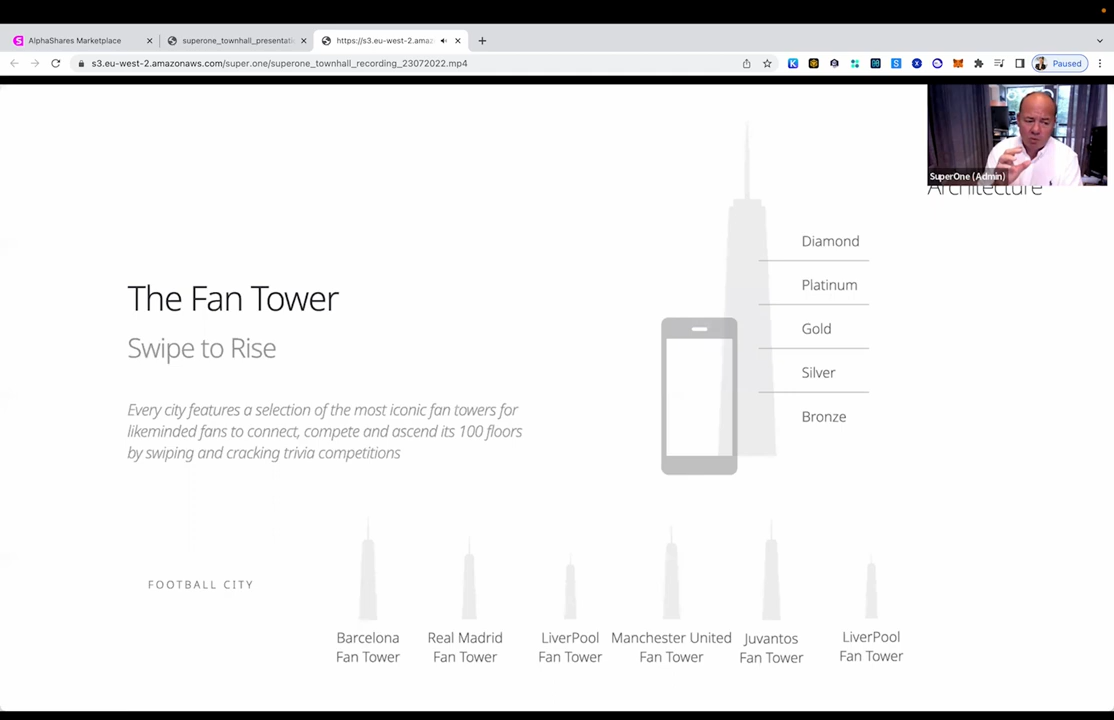 AlphaShares Marketplace
superone_townhall_presentati
https://s3.eu-west-2.amazona
s3.eu-west-2.amazonaws.com/super.one/superone_townhall_recording_23072022.mp4
Paused
SuperOne (Admin)
Architecture
Diamond
Platinum
Gold
Silver
Bronze
The Fan Tower
Swipe to Rise
Every city features a selection of the most iconic fan towers for
likeminded fans to connect, compete and ascend its 100 floors
by swiping and cracking trivia competitions
FOOTBALL CITY
Barcelona
Fan Tower
Real Madrid
Fan Tower
LiverPool
Fan Tower
Manchester United
Fan Tower
Juvantos
Fan Tower
LiverPool
Fan Tower